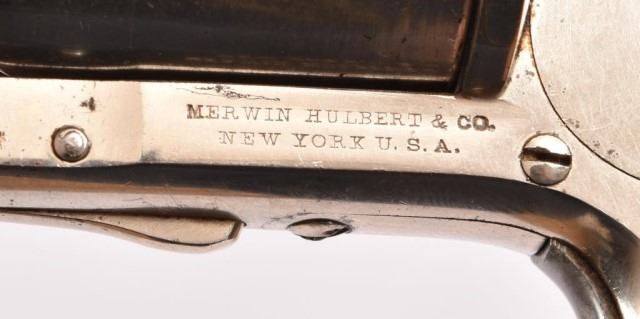 MERWIN HULBERT & CO.
NEW YORK U.S.A.